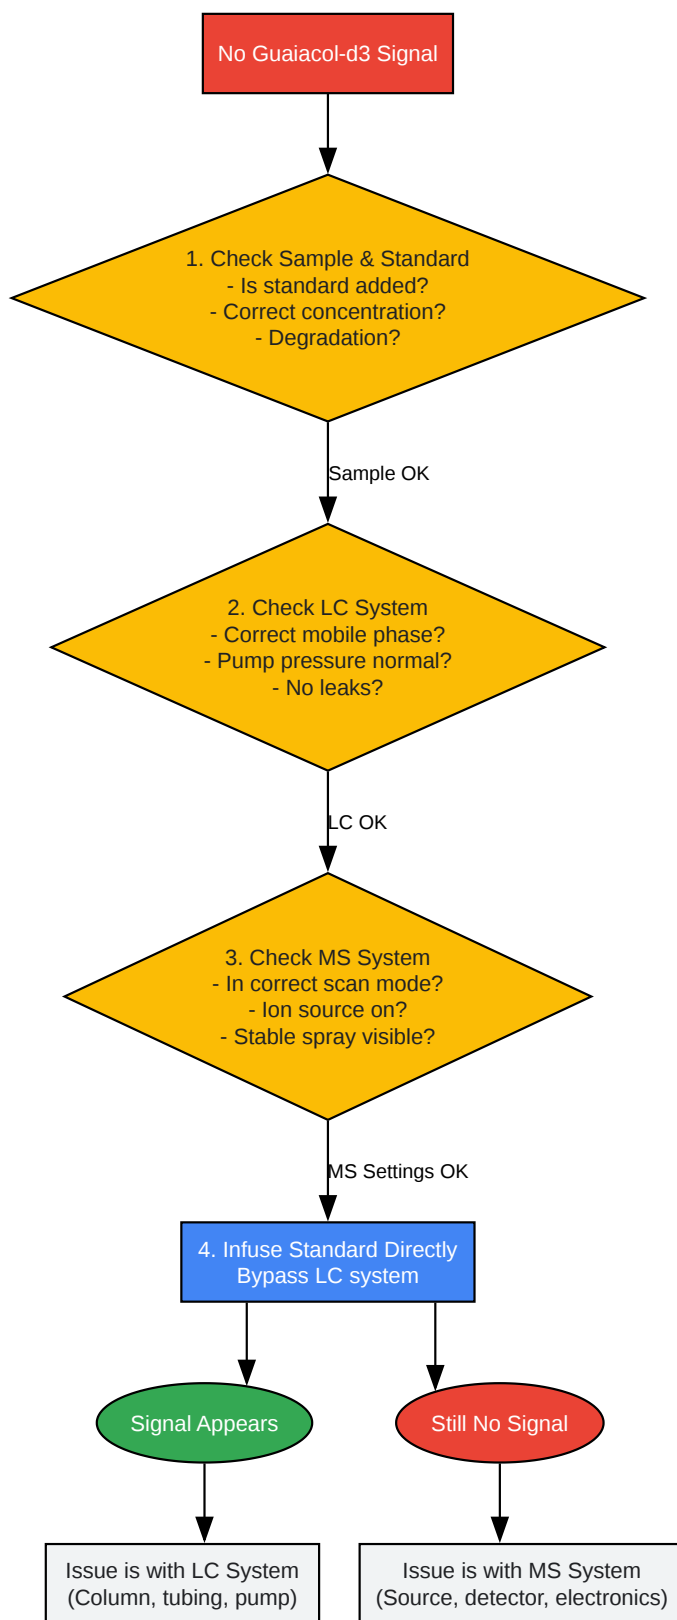 No Guaiacol-d3 Signal
1. Check Sample & Standard
- Is standard added?
- Correct concentration?
- Degradation?
Sample OK
2. Check LC System
- Correct mobile phase?
- Pump pressure normal?
- No leaks?
LC OK
3. Check MS System
- In correct scan mode?
- Ion source on?
- Stable spray visible?
MS Settings OK
4. Infuse Standard Directly
Bypass LC system
Signal Appears
Still No Signal
Issue is with LC System
(Column, tubing, pump)
Issue is with MS System
(Source, detector, electronics)